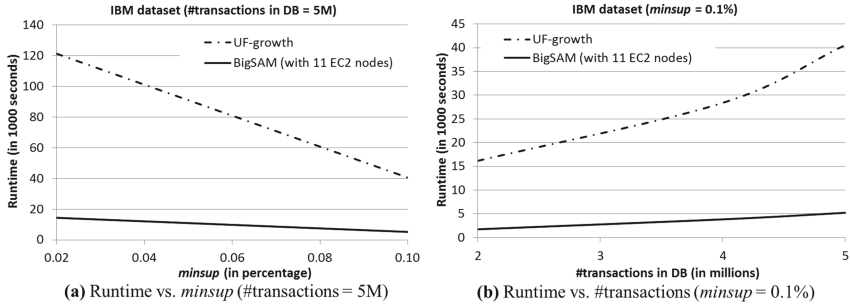 IBM dataset (#transactions in DB = 5M)
140
120
100
80
60
40
20
0
Runtime (in 1000 seconds)
UF-growth
BigSAM (with 11 EC2 nodes)
0.02 0.04 0.06 0.08 0.10
minsup (in percentage)
(a) Runtime vs. minsup (#transactions = 5M)
IBM dataset (minsup = 0.1%)
45
40
35
30
25
20
15
10
5
0
Runtime (in 1000 seconds)
UF-growth
BigSAM (with 11 EC2 nodes)
2 3 4 5
#transactions in DB (in millions)
(b) Runtime vs. #transactions (minsup = 0.1%)